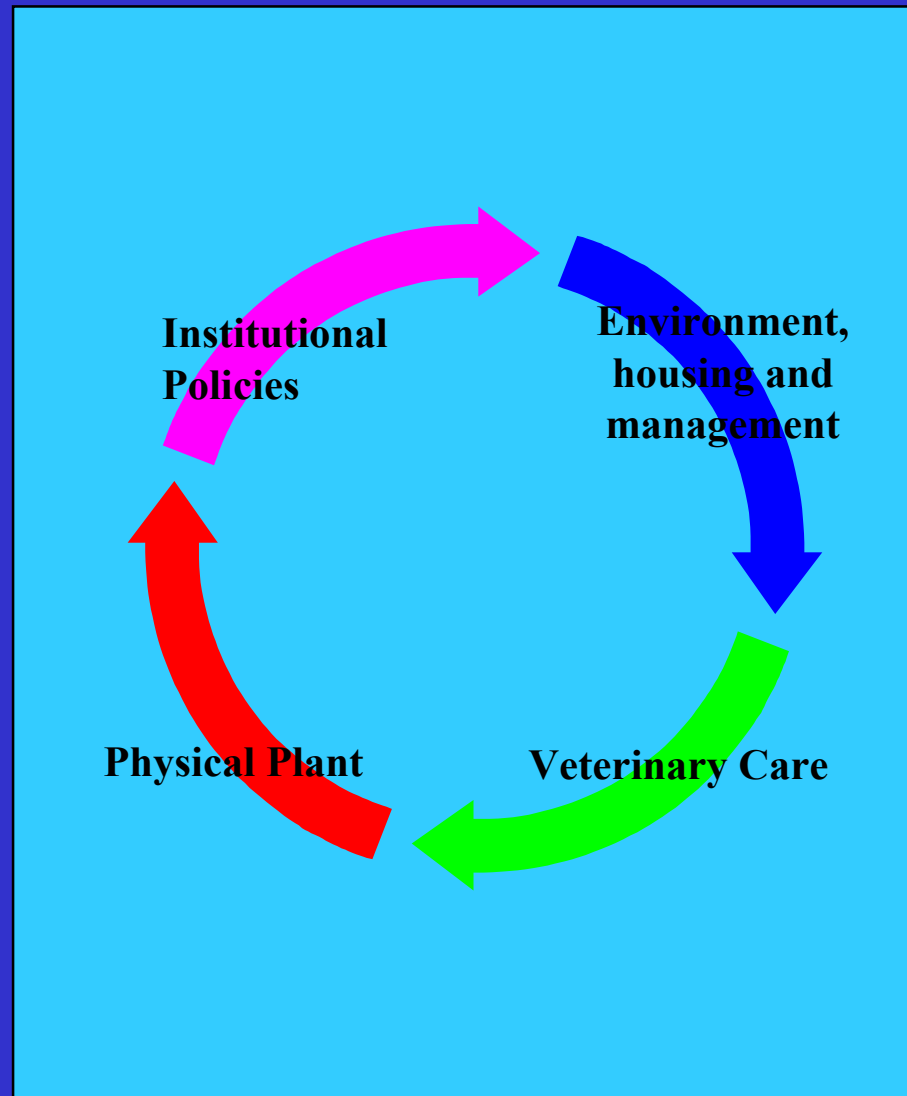 Institutional
Policies
Environment,
housing and
management
Physical Plant
Veterinary Care